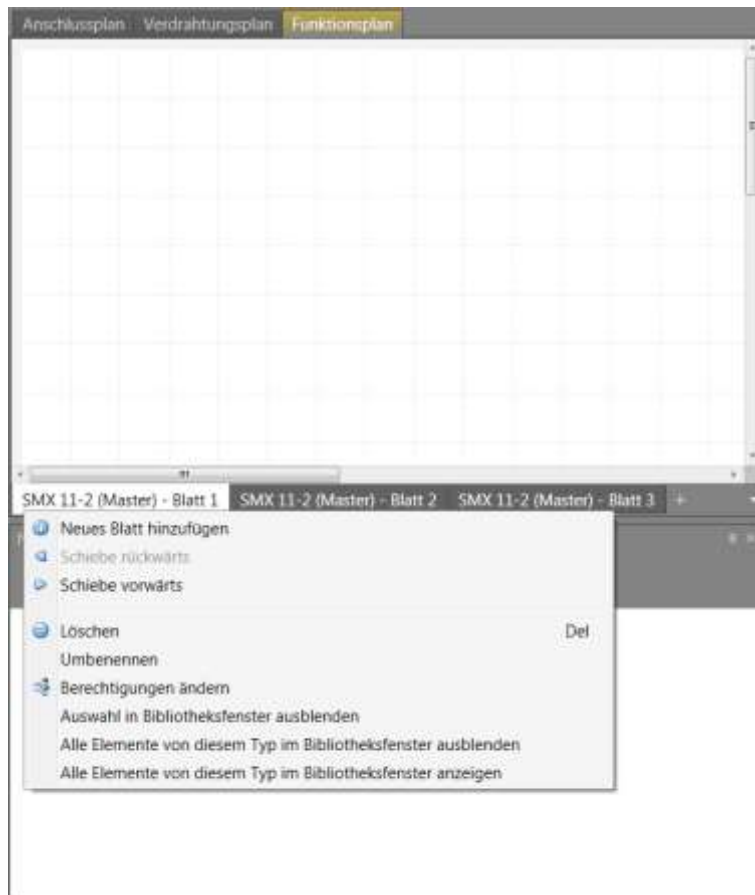 Anschlussplan Verdrahtungsplan Funktionsplan
SMX 11-2 (Master) - Blatt 1 SMX 11-2 (Master) - Blatt 2 SMX 11-2 (Master) - Blatt 3 +
Neues Blatt hinzufügen
Schiebe rückwärts
Schiebe vorwärts
Löschen Del
Umbenennen
Berechtigungen ändern
Auswahl in Bibliotheksfenster ausblenden
Alle Elemente von diesem Typ im Bibliotheksfenster ausblenden
Alle Elemente von diesem Typ im Bibliotheksfenster anzeigen